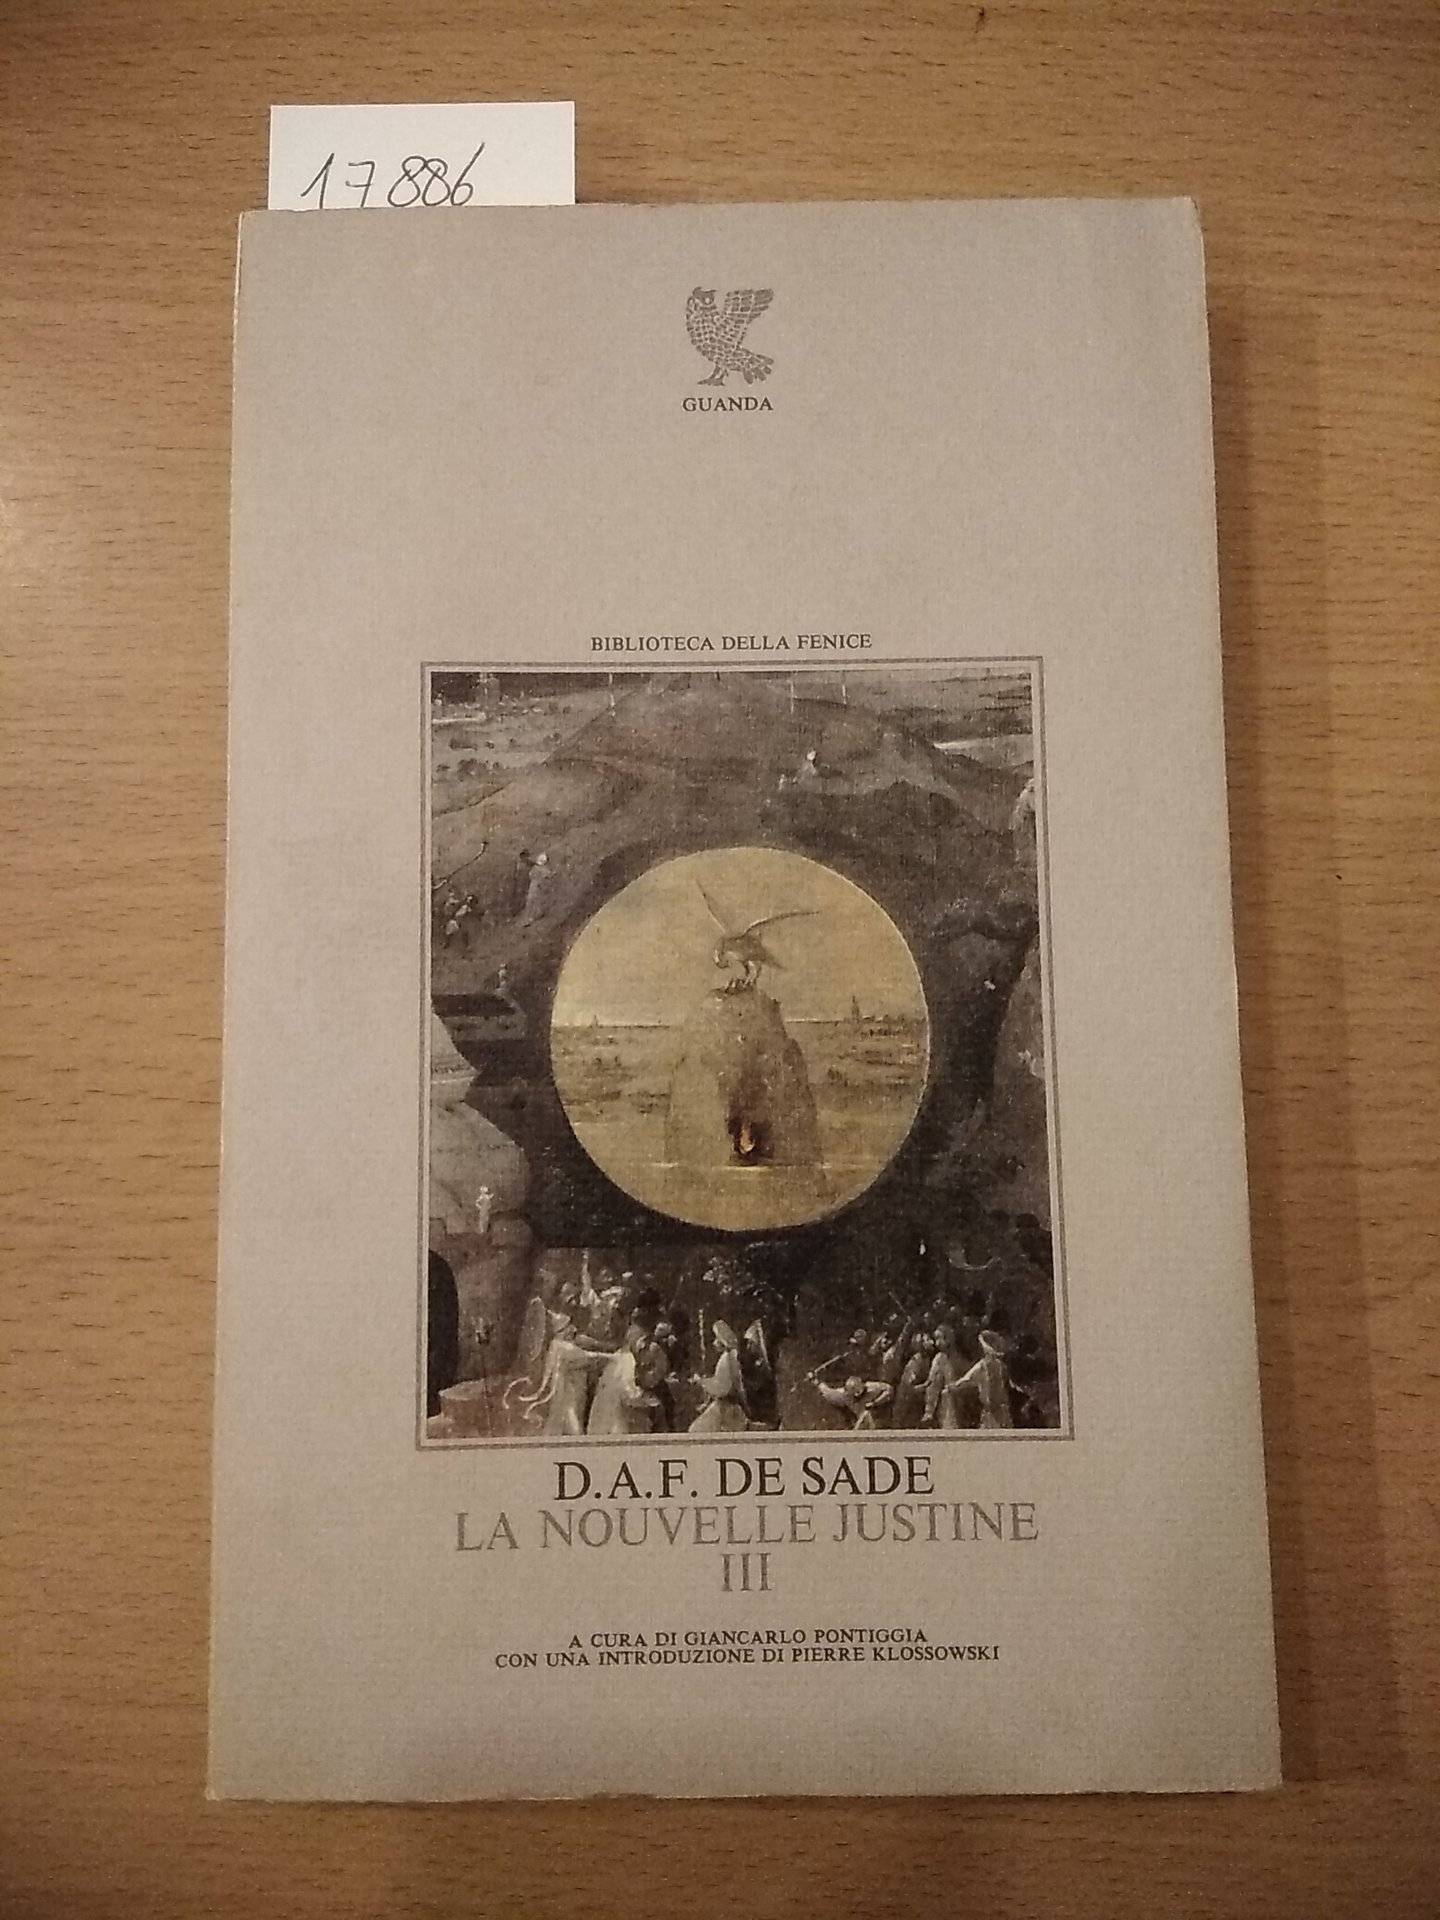 17886
GUANDA
BIBLIOTECA DELLA FENICE
D.A.F. DE SADE
LA NOUVELLE JUSTINE
III
A CURA DI GIANCARLO PONTIGGIA
CON UNA INTRODUZIONE DI PIERRE KLOSSOWSKI